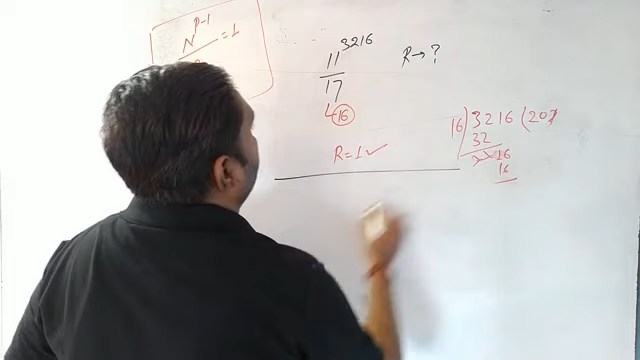 N^(p-1)
= 1
11^3216
R → ?
17
16
R = 1 ✓
16 ) 3216 ( 201
32
16
16